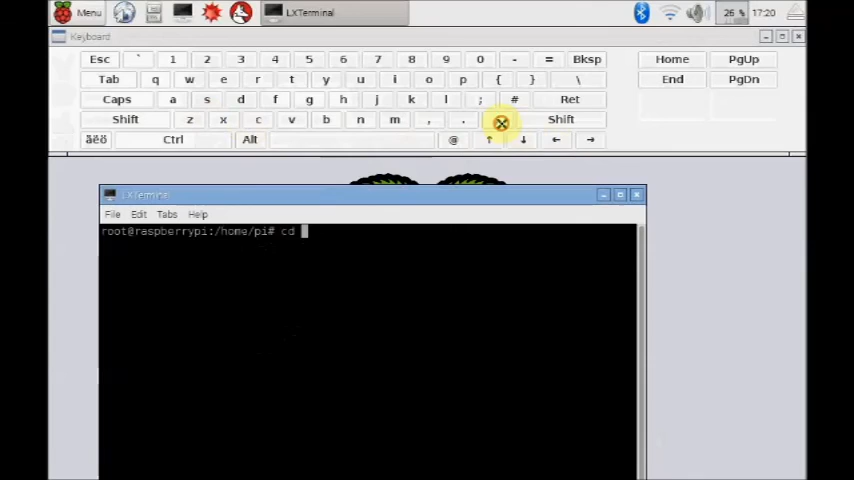 Menu LXTerminal 26 % 17:20
Keyboard
Esc ` 1 2 3 4 5 6 7 8 9 0 - = Bksp Home PgUp
Tab q w e r t y u i o p { } \ End PgDn
Caps a s d f g h j k l ; # Ret
Shift z x c v b n m , . Shift
äëö Ctrl Alt @ ↑ ↓ ← →
LXTerminal
File Edit Tabs Help
root@raspberrypi:/home/pi# cd